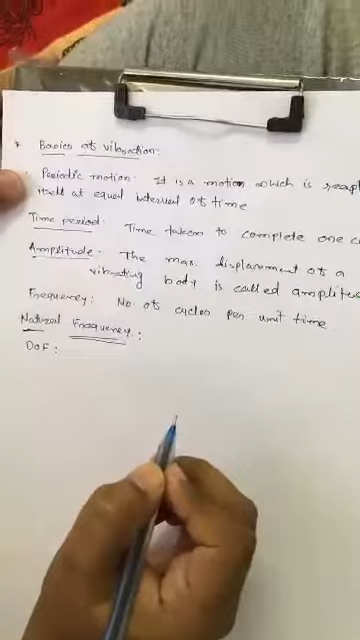 * Basics of vibration:
Periodic motion: It is a motion which is
itself at equal interval of time
Time period: Time taken to complete one
Amplitude: The max. displacement of a
vibrating body is called
Frequency: No. of cycles per unit time
Natural Frequency:
DoF: